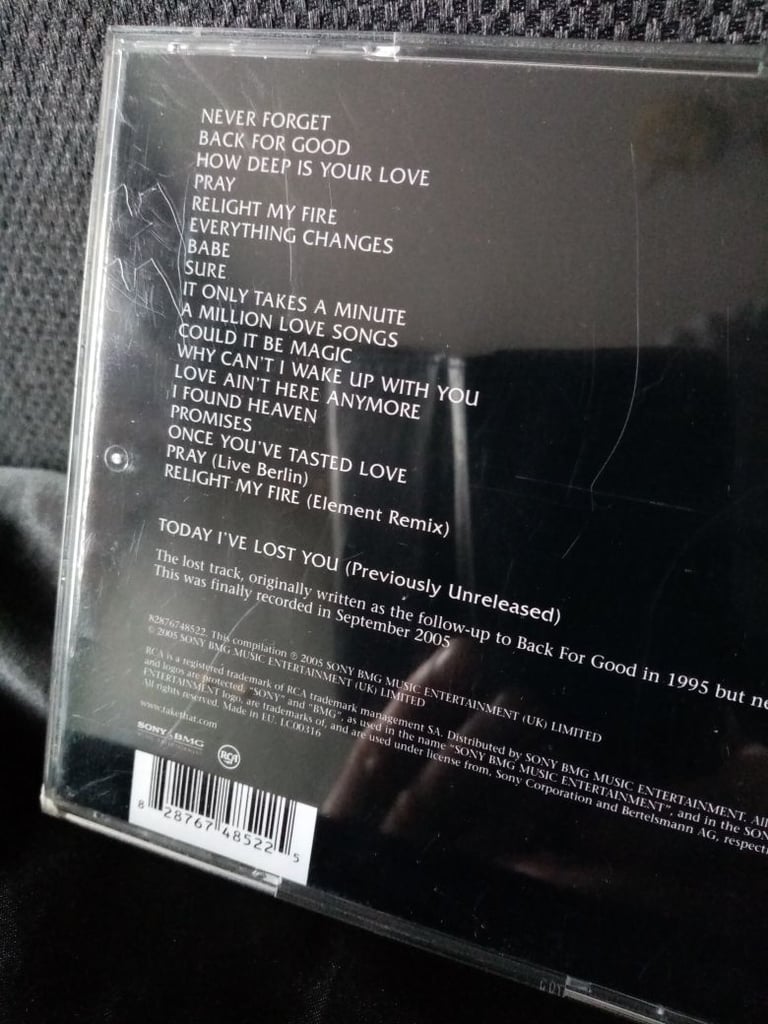 NEVER FORGET
BACK FOR GOOD
HOW DEEP IS YOUR LOVE
PRAY
RELIGHT MY FIRE
EVERYTHING CHANGES
BABE
SURE
IT ONLY TAKES A MINUTE
A MILLION LOVE SONGS
COULD IT BE MAGIC
WHY CAN'T I WAKE UP WITH YOU
LOVE AIN'T HERE ANYMORE
I FOUND HEAVEN
PROMISES
ONCE YOU'VE TASTED LOVE
PRAY (Live Berlin)
RELIGHT MY FIRE (Element Remix)
TODAY I'VE LOST YOU (Previously Unreleased)
The lost track, originally written as the follow-up to Back For Good in 1995 but ne
This was finally recorded in September 2005
82876748522. This compilation ℗ 2005 SONY BMG MUSIC ENTERTAINMENT (UK) LIMITED
© 2005 SONY BMG MUSIC ENTERTAINMENT (UK) LIMITED
RCA is a registered trademark of RCA trademark management SA. Distributed by SONY BMG MUSIC ENTERTAINMENT. All
and logos are protected. "SONY" and "BMG", as used in the name "SONY BMG MUSIC ENTERTAINMENT", and in the SON
ENTERTAINMENT logo, are trademarks of, and are used under license from, Sony Corporation and Bertelsmann AG, respecti
All rights reserved. Made in EU. LC00316
www.takethat.com
SONY BMG
MUSIC ENTERTAINMENT
RCA
8 28767 48522 5